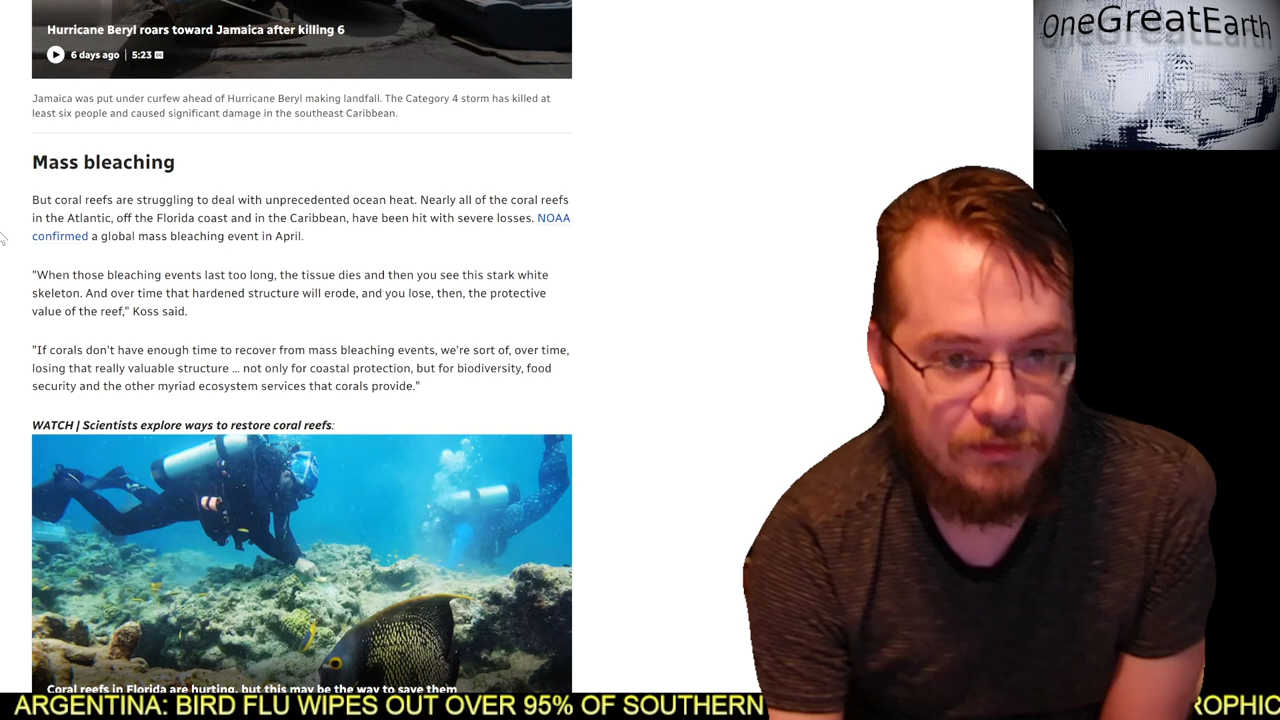 Hurricane Beryl roars toward Jamaica after killing 6
6 days ago | 5:23 CC
OneGreatEarth
Jamaica was put under curfew ahead of Hurricane Beryl making landfall. The Category 4 storm has killed at
least six people and caused significant damage in the southeast Caribbean.
Mass bleaching
But coral reefs are struggling to deal with unprecedented ocean heat. Nearly all of the coral reefs
in the Atlantic, off the Florida coast and in the Caribbean, have been hit with severe losses. NOAA
confirmed a global mass bleaching event in April.
"When those bleaching events last too long, the tissue dies and then you see this stark white
skeleton. And over time that hardened structure will erode, and you lose, then, the protective
value of the reef," Koss said.
"If corals don't have enough time to recover from mass bleaching events, we're sort of, over time,
losing that really valuable structure ... not only for coastal protection, but for biodiversity, food
security and the other myriad ecosystem services that corals provide."
WATCH | Scientists explore ways to restore coral reefs:
Coral reefs in Florida are hurting, but this may be the way to save them
ARGENTINA: BIRD FLU WIPES OUT OVER 95% OF SOUTHERN ROPHIC